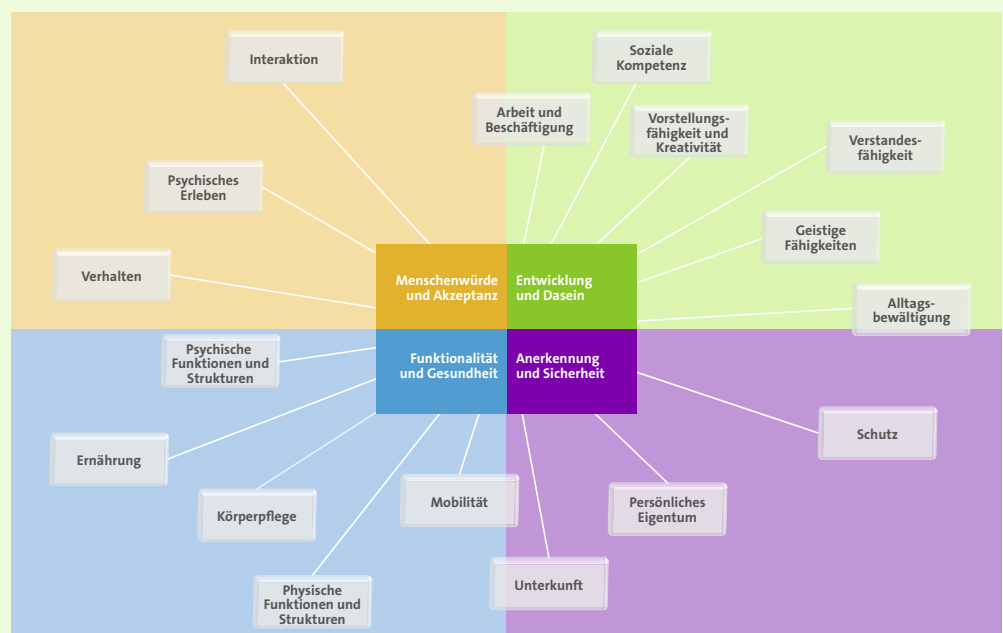 Interaktion
Psychisches
Erleben
Verhalten
Menschenwürde
und Akzeptanz
Soziale
Kompetenz
Arbeit und
Beschäftigung
Vorstellungs-
fähigkeit und
Kreativität
Verstandes-
fähigkeit
Geistige
Fähigkeiten
Alltags-
bewältigung
Entwicklung
und Dasein
Funktionalität
und Gesundheit
Psychische
Funktionen und
Strukturen
Ernährung
Körperpflege
Mobilität
Physische
Funktionen und
Strukturen
Anerkennung
und Sicherheit
Schutz
Persönliches
Eigentum
Unterkunft